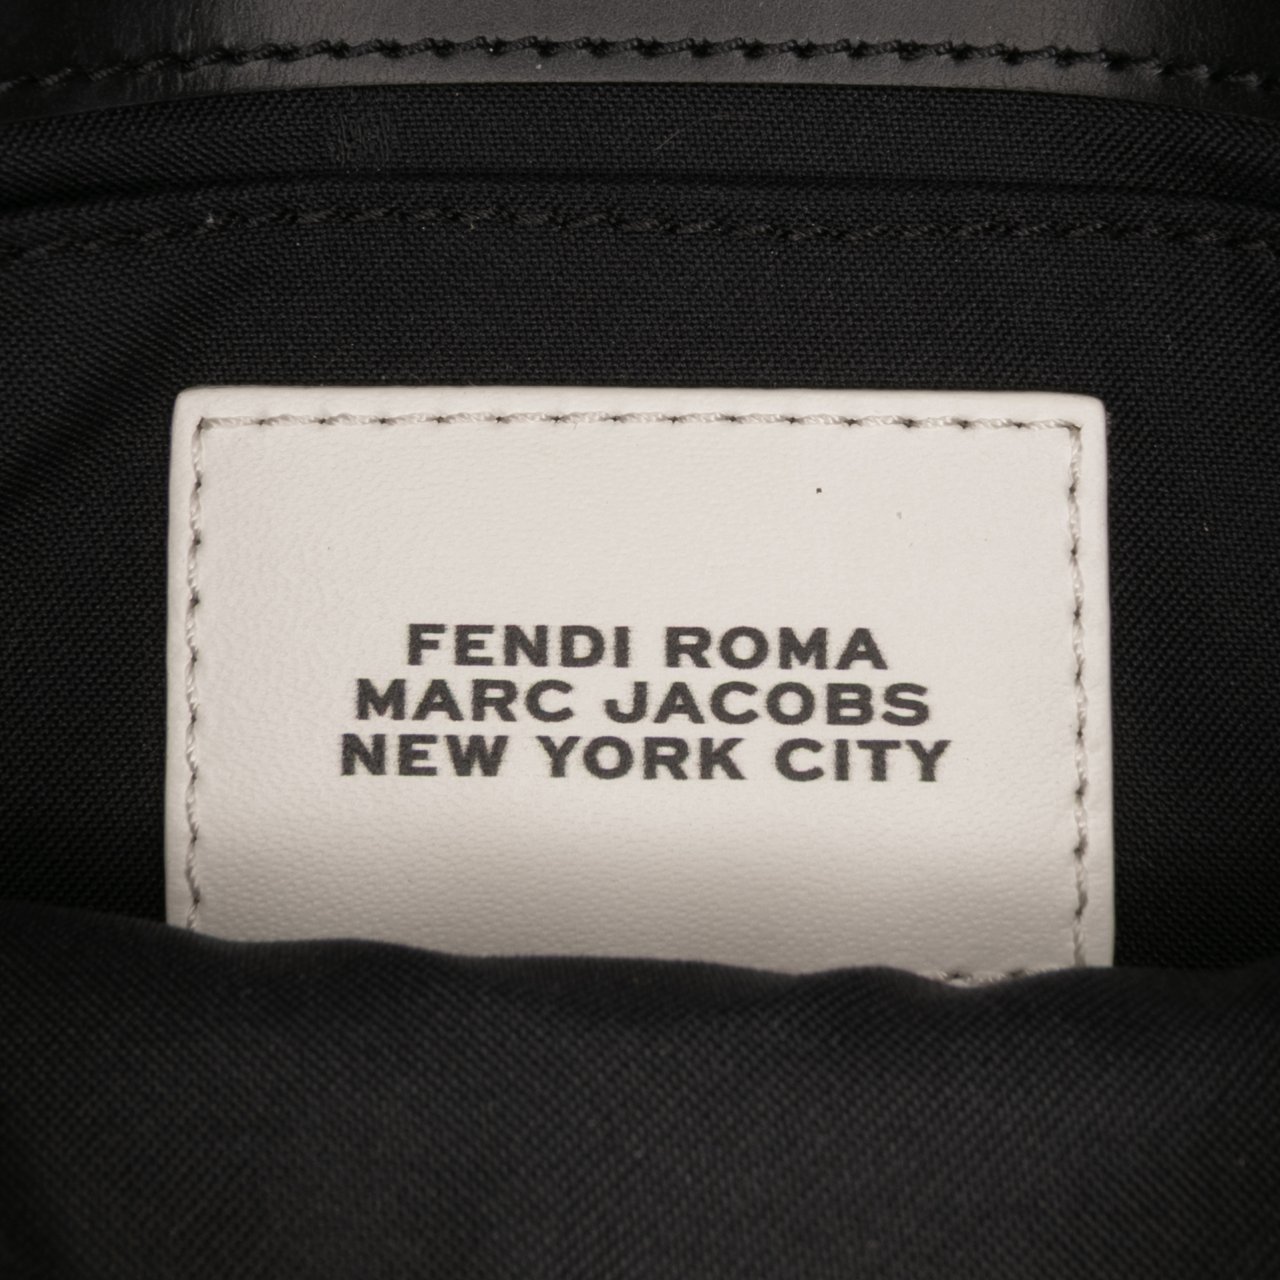 FENDI ROMA
MARC JACOBS
NEW YORK CITY